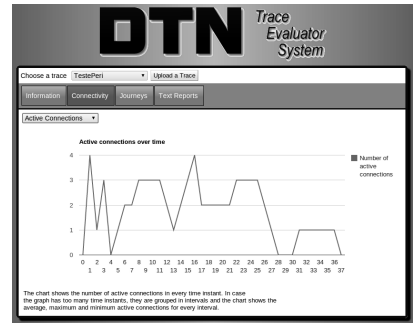 DTN Trace
Evaluator
System
Choose a trace TestePeri Upload a Trace
Information Connectivity Journeys Text Reports
Active Connections
Active connections over time
4
3
2
1
0
Number of
active
connections
0 2 4 6 8 10 12 14 16 18 20 22 24 26 28 30 32 34 36
1 3 5 7 9 11 13 15 17 19 21 23 25 27 29 31 33 35 37
The chart shows the number of active connections in every time instant. In case
the graph has too many time instants, they are grouped in intervals and the chart shows the
average, maximum and minimum active connections for every interval.